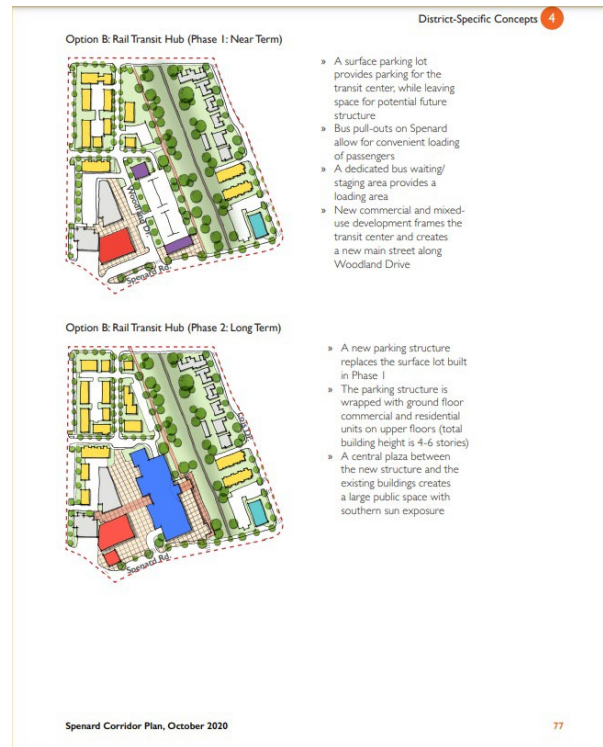 District-Specific Concepts 4
Option B: Rail Transit Hub (Phase 1: Near Term)
» A surface parking lot
provides parking for the
transit center, while leaving
space for potential future
structure
» Bus pull-outs on Spenard
allow for convenient loading
of passengers
» A dedicated bus waiting/
staging area provides a
loading area
» New commercial and mixed-
use development frames the
transit center and creates
a new main street along
Woodland Drive
Woodland Dr.
Spenard Rd.
Option B: Rail Transit Hub (Phase 2: Long Term)
» A new parking structure
replaces the surface lot built
in Phase 1
» The parking structure is
wrapped with ground floor
commercial and residential
units on upper floors (total
building height is 4-6 stories)
» A central plaza between
the new structure and the
existing buildings creates
a large public space with
southern sun exposure
Spenard Rd.
Spenard Corridor Plan, October 2020
77